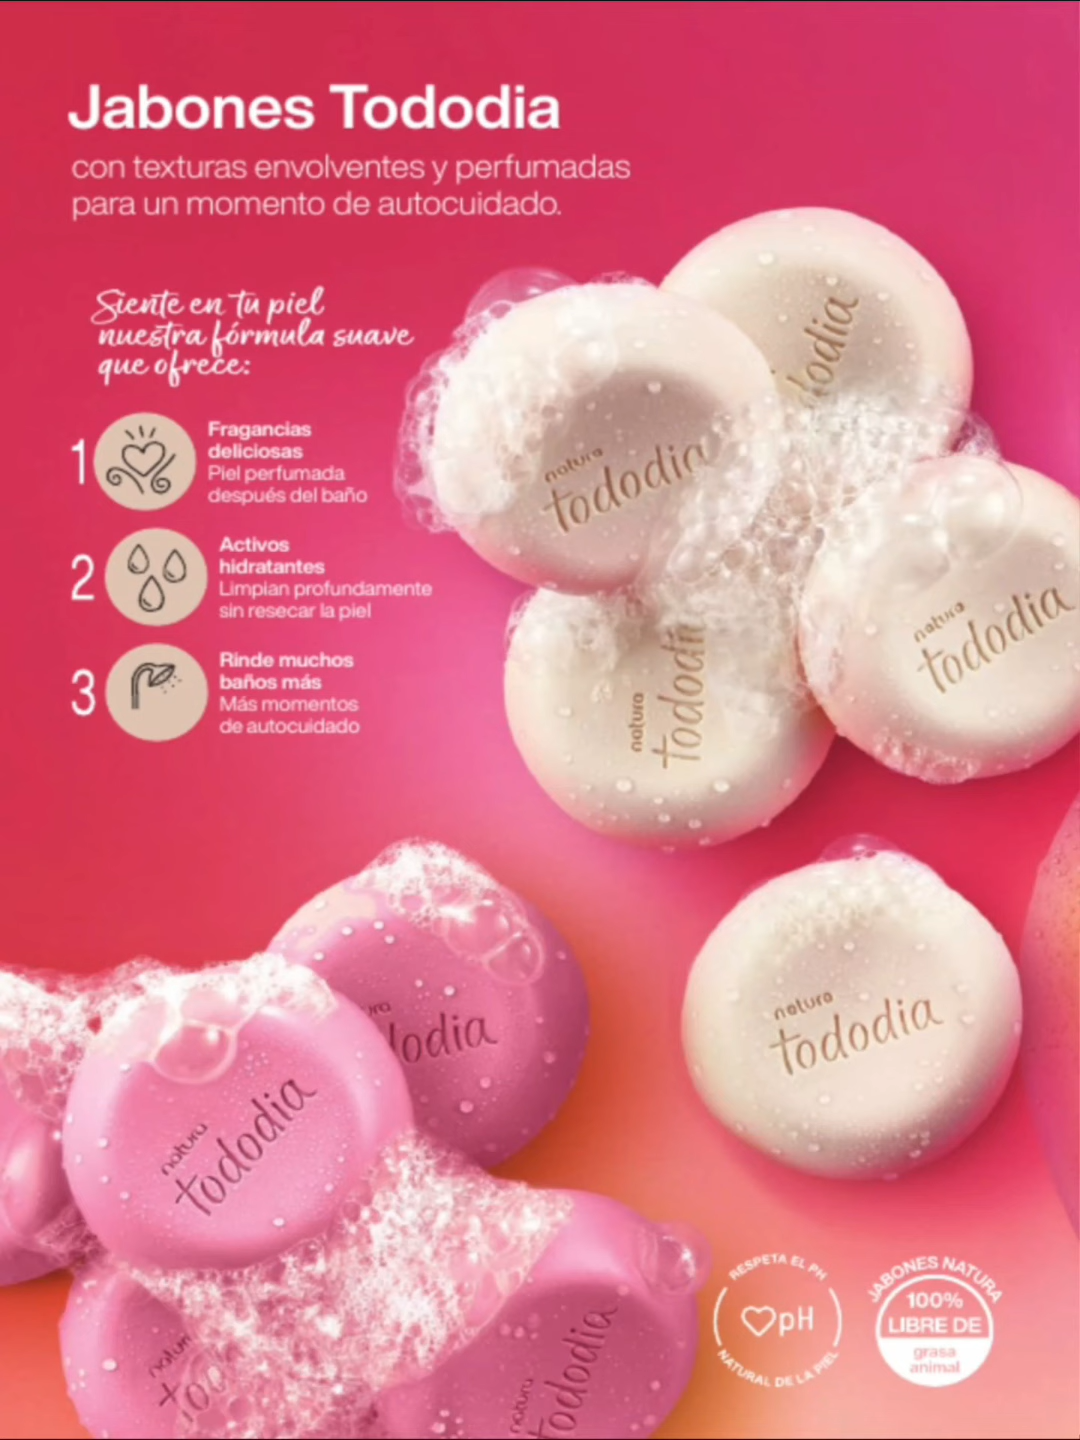 Jabones Tododia
con texturas envolventes y perfumadas
para un momento de autocuidado.
Siente en tu piel
nuestra fórmula suave
que ofrece:
1
Fragancias
deliciosas
Piel perfumada
después del baño
2
Activos
hidratantes
Limpian profundamente
sin resecar la piel
3
Rinde muchos
baños más
Más momentos
de autocuidado
natura
tododia
natura
tododia
natura
natura
tododia
natura
tododia
natura
tododia
RESPETA EL PH
pH
NATURAL DE LA PIEL
JABONES NATURA
100%
LIBRE DE
grasa
animal